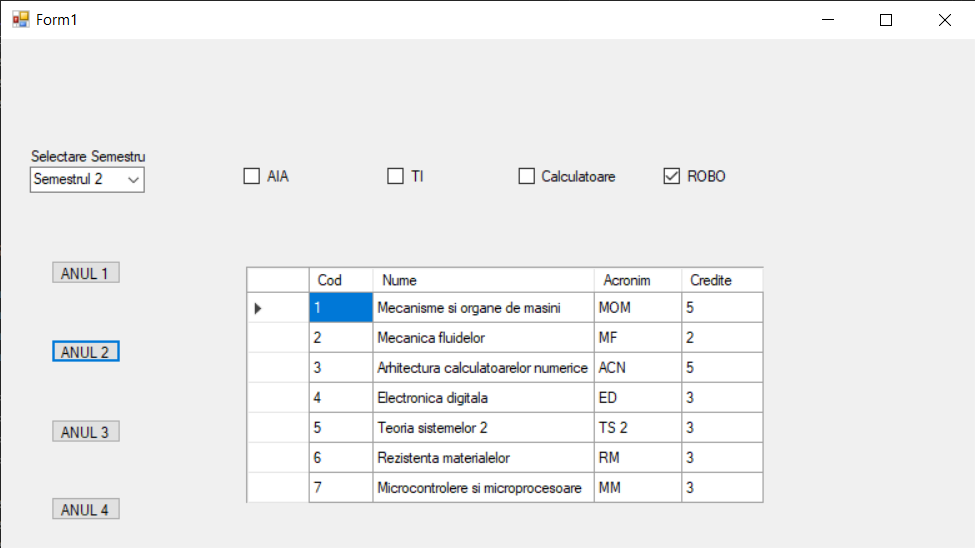 Form1
Selectare Semestru
Semestrul 2
AIA
TI
Calculatoare
ROBO
ANUL 1
ANUL 2
ANUL 3
ANUL 4
Cod Nume Acronim Credite
1 Mecanisme si organe de masini MOM 5
2 Mecanica fluidelor MF 2
3 Arhitectura calculatoarelor numerice ACN 5
4 Electronica digitala ED 3
5 Teoria sistemelor 2 TS 2 3
6 Rezistenta materialelor RM 3
7 Microcontrolere si microprocesoare MM 3